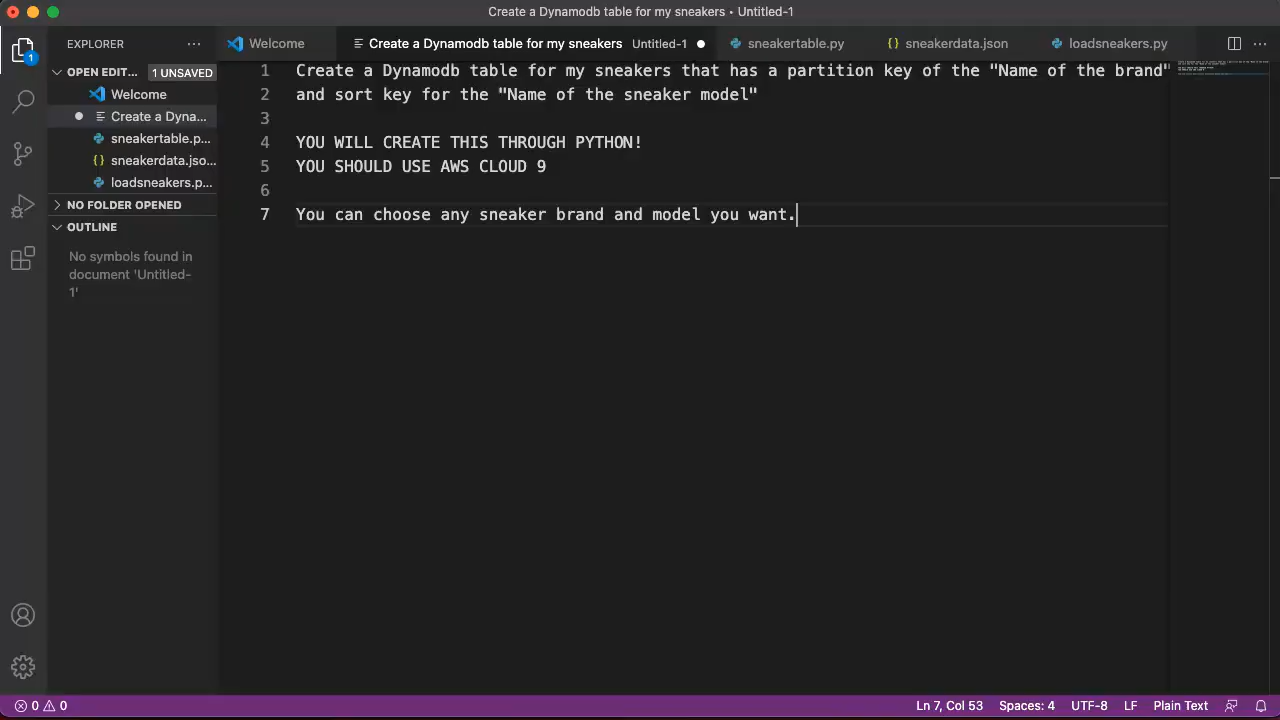 Create a Dynamodb table for my sneakers • Untitled-1
EXPLORER
Welcome
Create a Dynamodb table for my sneakers Untitled-1
sneakertable.py
{} sneakerdata.json
loadsneakers.py
OPEN EDIT... 1 UNSAVED
Welcome
Create a Dyna...
sneakertable.p...
{} sneakerdata.jso...
loadsneakers.p...
NO FOLDER OPENED
OUTLINE
No symbols found in
document 'Untitled-
1'
1
1 Create a Dynamodb table for my sneakers that has a partition key of the "Name of the brand"
2 and sort key for the "Name of the sneaker model"
3
4 YOU WILL CREATE THIS THROUGH PYTHON!
5 YOU SHOULD USE AWS CLOUD 9
6
7 You can choose any sneaker brand and model you want.
0 0
Ln 7, Col 53 Spaces: 4 UTF-8 LF Plain Text